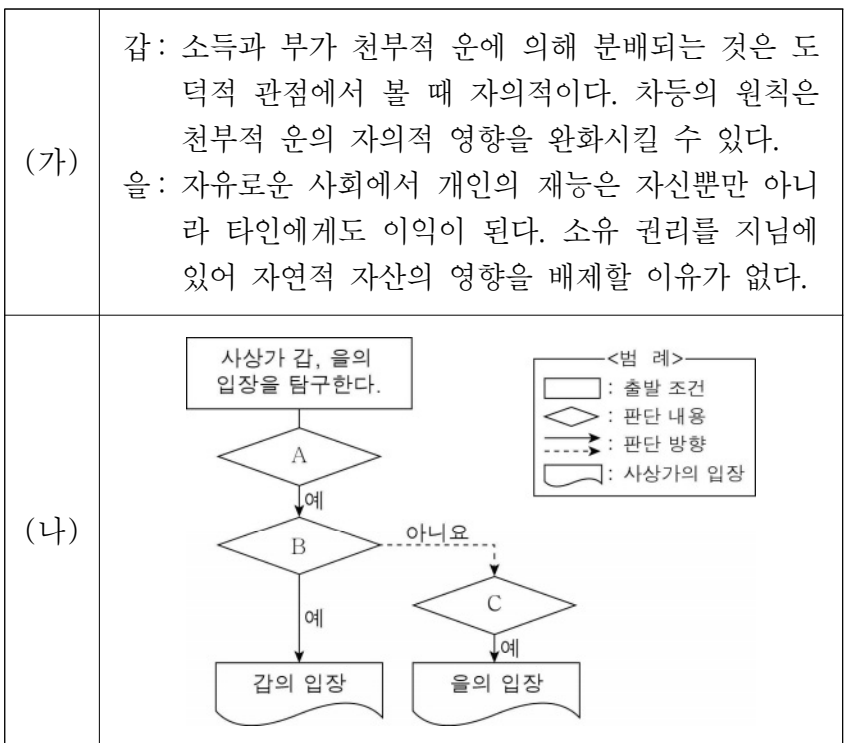 (가)
갑: 소득과 부가 천부적 운에 의해 분배되는 것은 도
덕적 관점에서 볼 때 자의적이다. 차등의 원칙은
천부적 운의 자의적 영향을 완화시킬 수 있다.
을: 자유로운 사회에서 개인의 재능은 자신뿐만 아니
라 타인에게도 이익이 된다. 소유 권리를 지님에
있어 자연적 자산의 영향을 배제할 이유가 없다.
(나)
사상가 갑, 을의
입장을 탐구한다.
<범 례>
: 출발 조건
: 판단 내용
: 판단 방향
: 사상가의 입장
A
예
B
아니요
C
예
예
갑의 입장
을의 입장